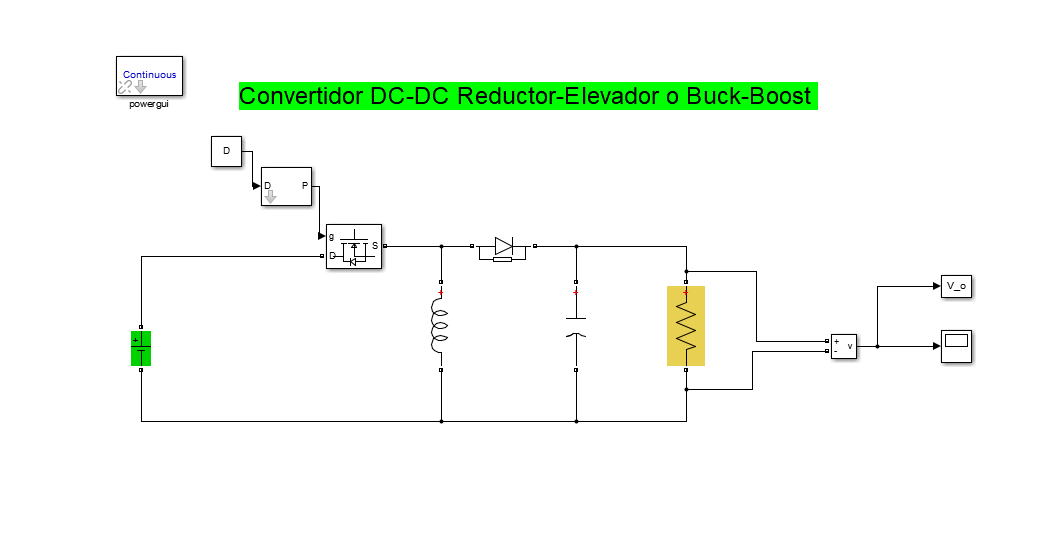 Continuous
powergui
Convertidor DC-DC Reductor-Elevador o Buck-Boost
D
D P
g
S
D
+
+
+
+
+
-
v
V_o